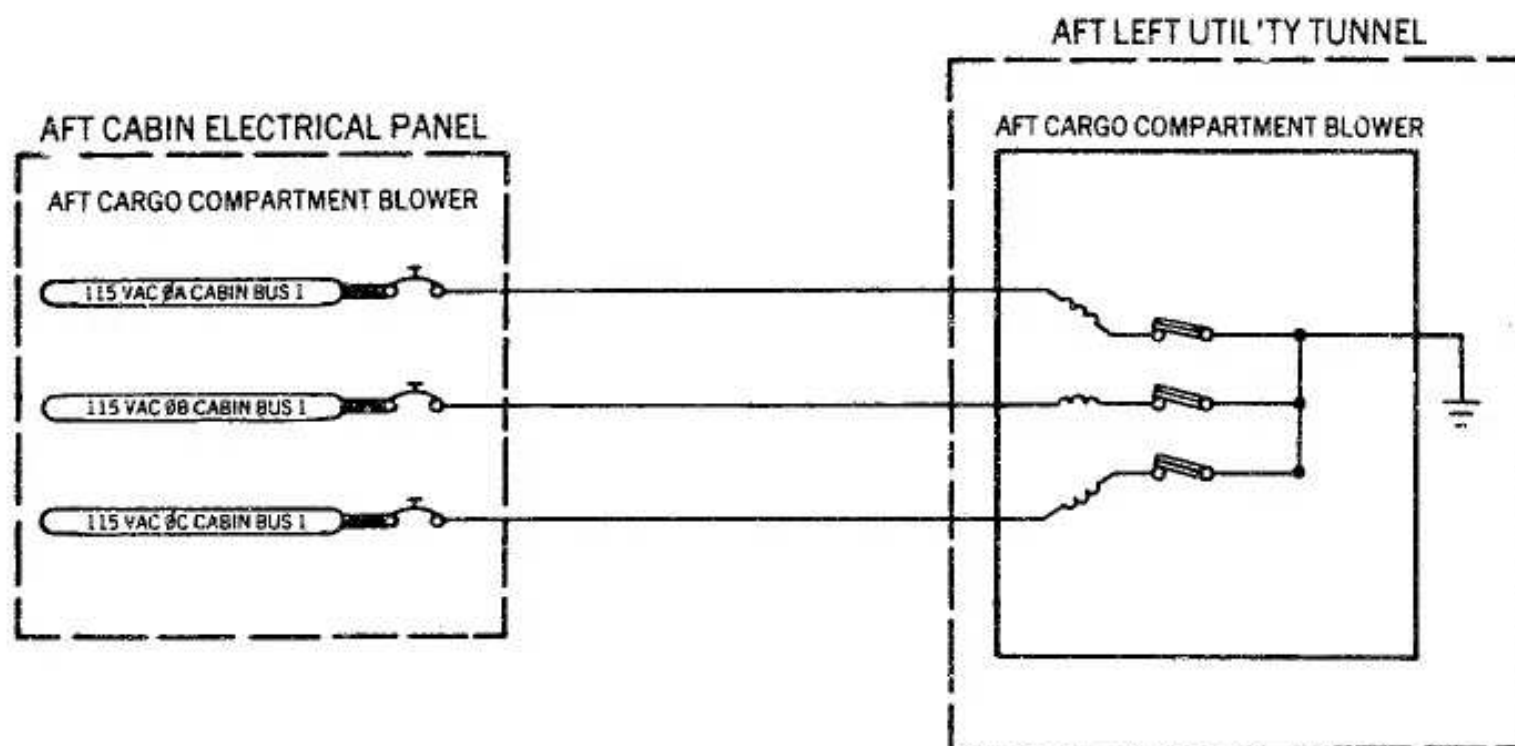 AFT LEFT UTIL'TY TUNNEL
AFT CABIN ELECTRICAL PANEL
AFT CARGO COMPARTMENT BLOWER
AFT CARGO COMPARTMENT BLOWER
115 VAC ØA CABIN BUS 1
115 VAC ØB CABIN BUS 1
115 VAC ØC CABIN BUS 1